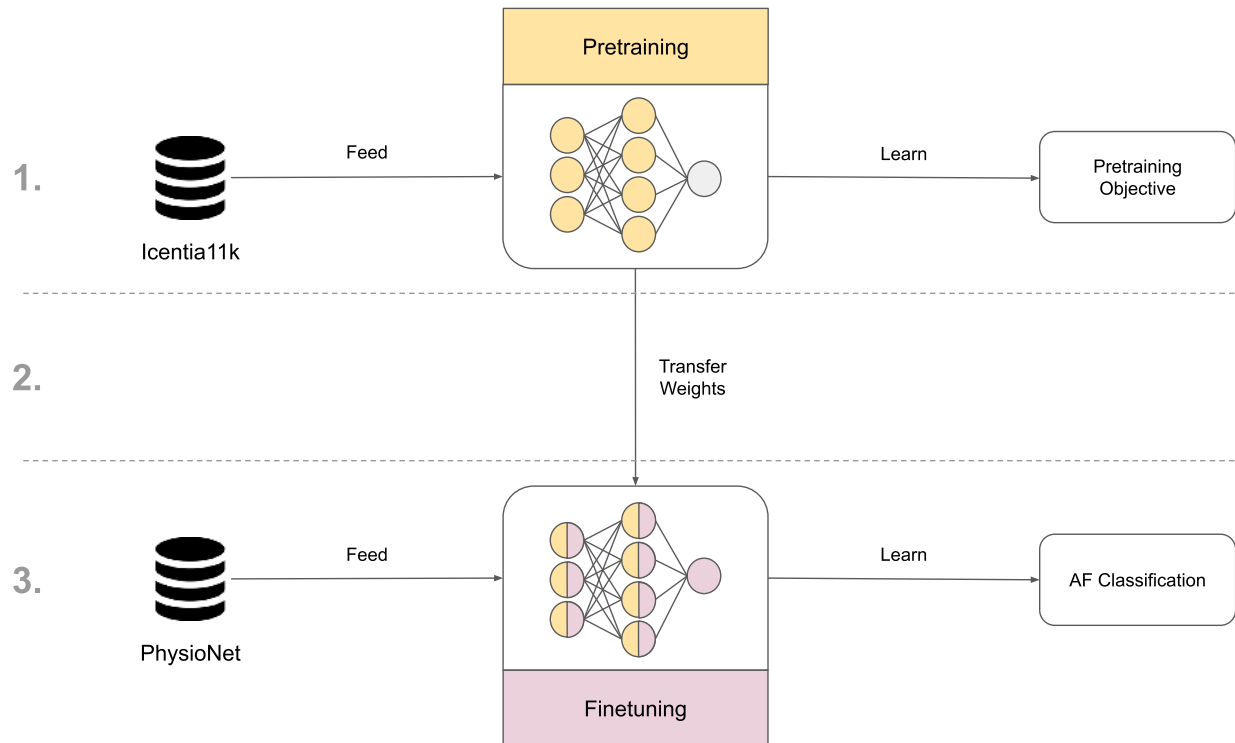 Pretraining
1.
Feed
Learn
Pretraining
Objective
Icentia11k
2.
Transfer
Weights
3.
Feed
Learn
AF Classification
PhysioNet
Finetuning